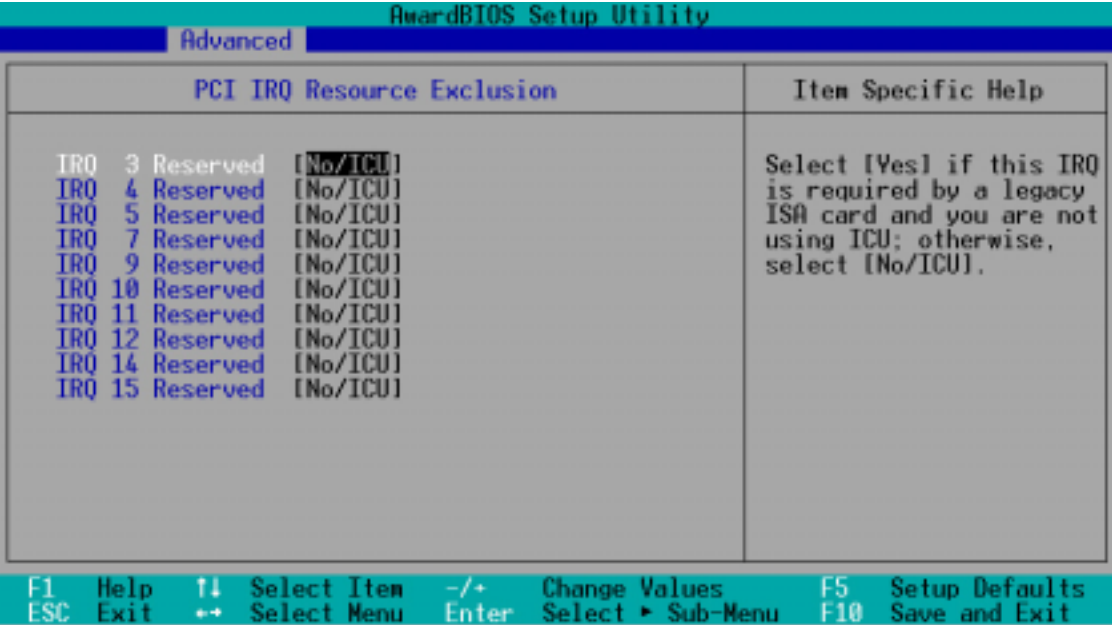 AwardBIOS Setup Utility
Advanced
PCI IRQ Resource Exclusion
Item Specific Help
IRQ 3 Reserved [No/ICU]
IRQ 4 Reserved [No/ICU]
IRQ 5 Reserved [No/ICU]
IRQ 7 Reserved [No/ICU]
IRQ 9 Reserved [No/ICU]
IRQ 10 Reserved [No/ICU]
IRQ 11 Reserved [No/ICU]
IRQ 12 Reserved [No/ICU]
IRQ 14 Reserved [No/ICU]
IRQ 15 Reserved [No/ICU]
Select [Yes] if this IRQ
is required by a legacy
ISA card and you are not
using ICU; otherwise,
select [No/ICU].
F1 Help ↑↓ Select Item -/+ Change Values F5 Setup Defaults
ESC Exit ←→ Select Menu Enter Select ► Sub-Menu F10 Save and Exit